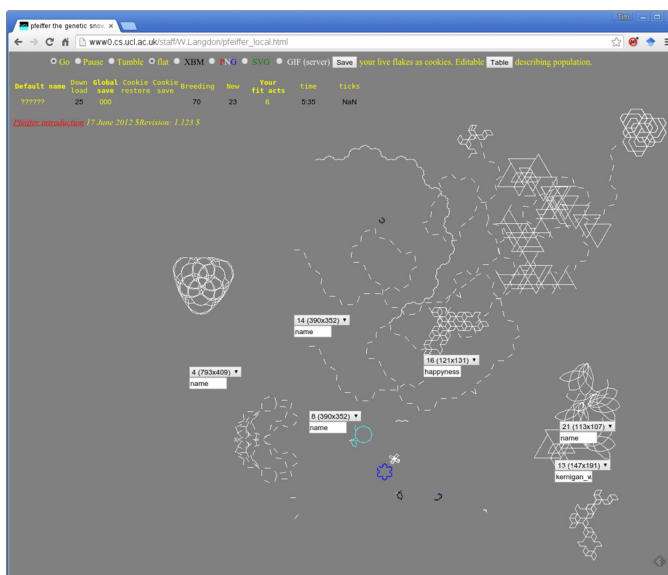 pfeiffer the genetic snow
Tim
www0.cs.ucl.ac.uk/staff/W.Langdon/pfeiffer_local.html
Go Pause Tumble flat XBM PNG SVG GIF (server) Save your live flakes as cookies. Editable Table describing population.
Default name Down load Global save Cookie restore Cookie save Breeding New Your fit acts time ticks
?????? 25 000 70 23 6 5:35 NaN
Pfeiffer introduction 17 June 2012 $Revision: 1.123 $
14 (390x352)
name
16 (121x131)
happyness
4 (793x409)
name
8 (390x352)
name
21 (113x107)
name
13 (147x191)
kernigan_w